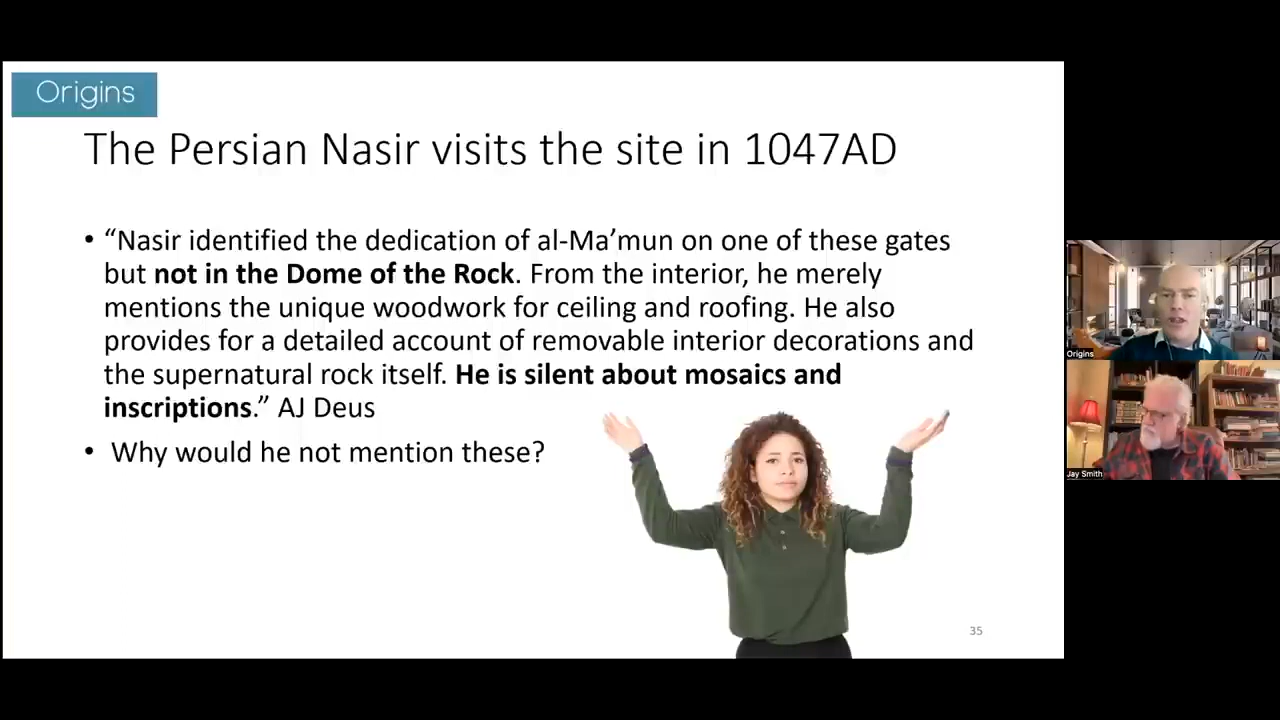 Origins
The Persian Nasir visits the site in 1047AD
• “Nasir identified the dedication of al-Ma’mun on one of these gates
but not in the Dome of the Rock. From the interior, he merely
mentions the unique woodwork for ceiling and roofing. He also
provides for a detailed account of removable interior decorations and
the supernatural rock itself. He is silent about mosaics and
inscriptions.” AJ Deus
• Why would he not mention these?
35
Origins
Jay Smith